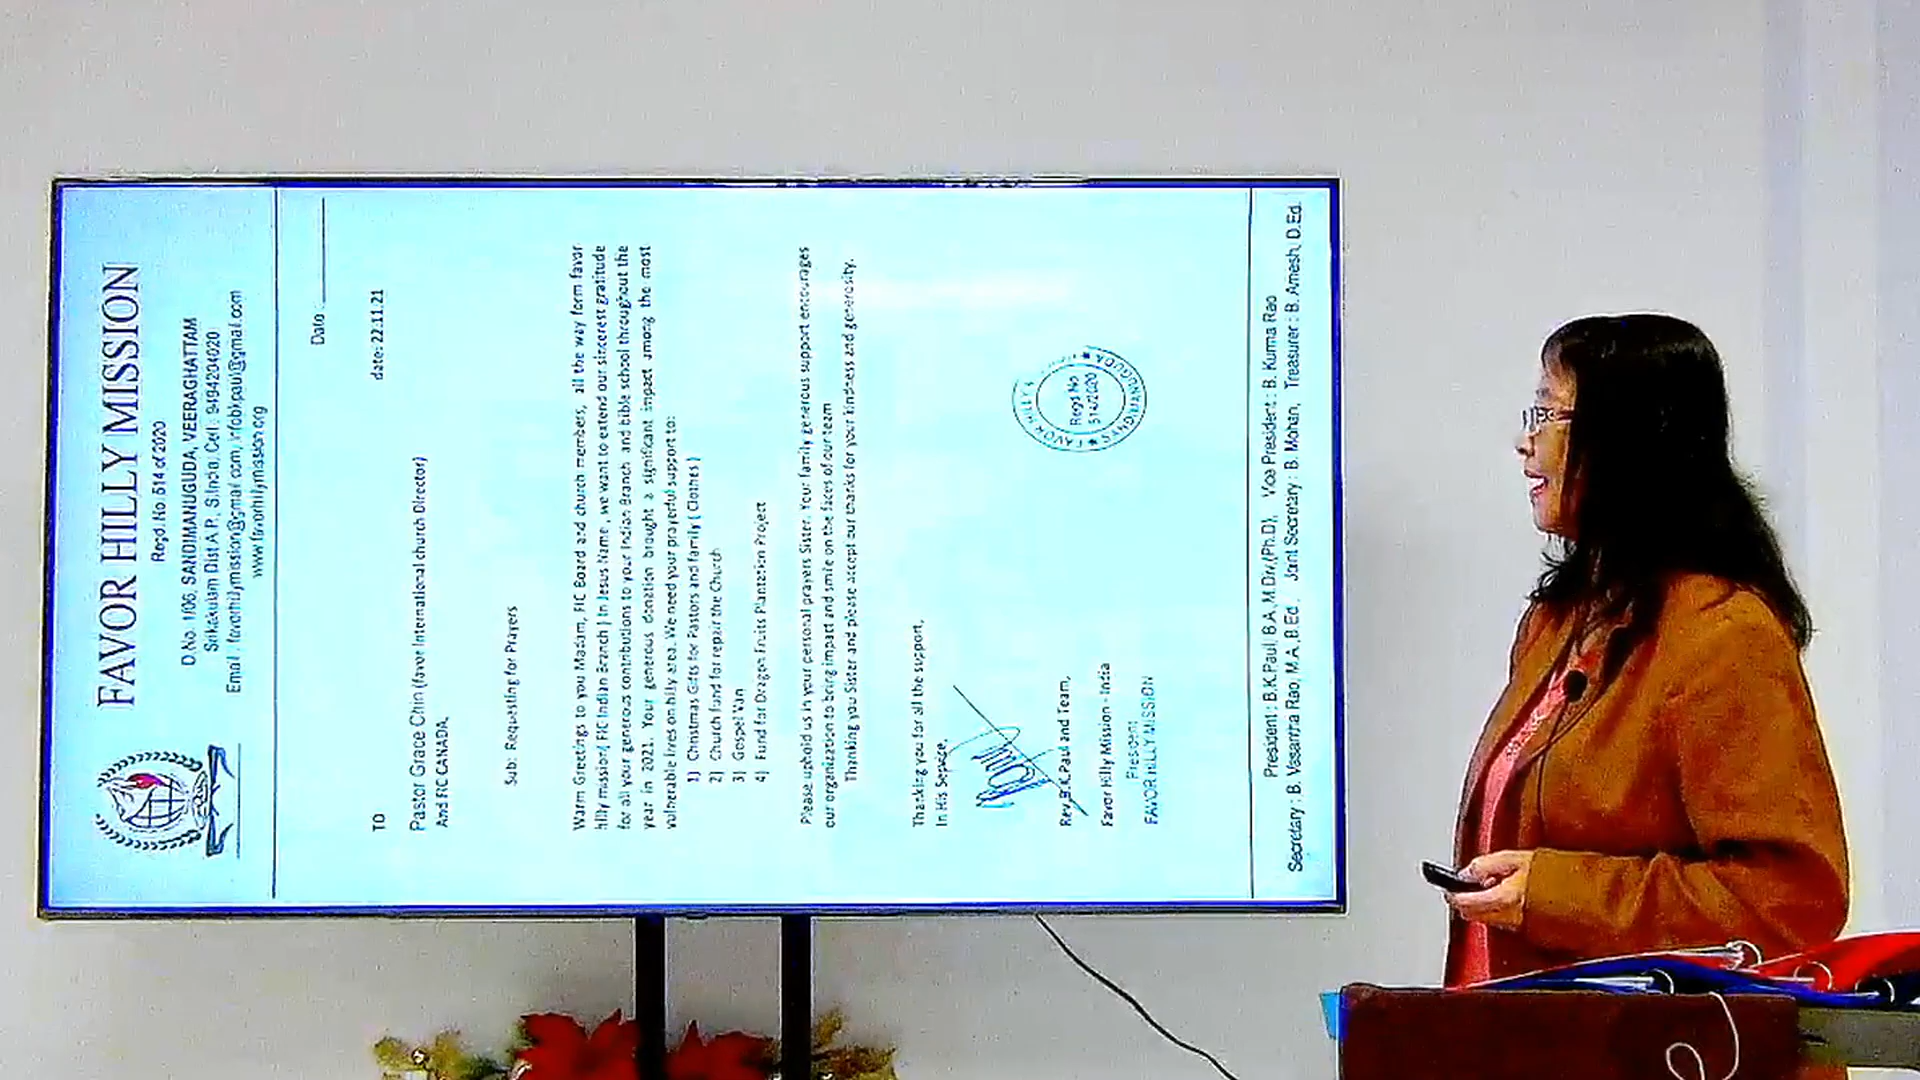 FAVOR HILLY MISSION
Regd. No 514 of 2020
D.No. 1/06, SANDIMANUGUDA, VEERAGHATTAM
Srikakulam Dist A.P., S.India, Cell : 9494204020
Email : favorhillymission@gmail.com, infobkpaul@gmail.com
www.favorhillymission.org
Date :
date: 22:11:21
TO
Pastor Grace Chin (favor International church Director)
And FIC CANADA,
Sub: Requesting for Prayers
Warm Greetings to you Madam, FIC Board and church members, all the way form favor
hilly mission( FIC Indian Branch ) In Jesus Name , we want to extend our sincerest gratitude
for all your generous contributions to your Indian Branch and bible school throughout the
year in 2021. Your generous donation brought a significant impact among the most
vulnerable lives on hilly area. We need your prayerful support to:
1) Christmas Gifts for Pastors and family ( Clothes )
2) Church fund for repair the Church
3) Gospel Van
4) Fund for Dragon Fruits Plantation Project
Please uphold us in your personal prayers Sister. Your family generous support encourages
our organization to bring impact and smile on the faces of our team
Thanking you Sister and please accept our thanks for your kindness and generosity.
Thanking you for all the support,
In His Service,
Rev.B.K.Paul and Team,
Favor Hilly Mission - India
President
FAVOR HILLY MISSION
FAVOR HILLY
Regd No
514/2020
President : B.K.Paul, B.A.,M.Div,(Ph.D), Vice President : B. Kurma Rao
Secretary : B. Vasantra Rao, M.A.,B.Ed., Joint Secretary : B. Mohan, Treasurer : B. Amesh, D.Ed.